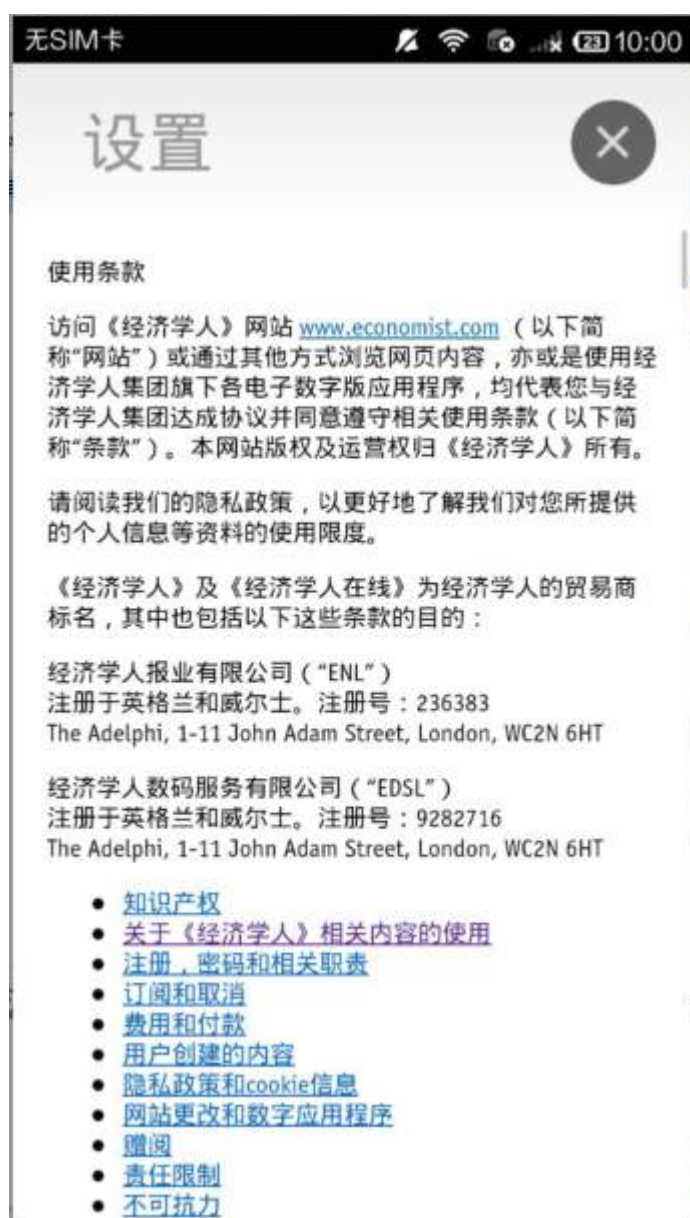 无SIM卡
23 10:00
设置
使用条款
访问《经济学人》网站 www.economist.com （以下简
称“网站”）或通过其他方式浏览网页内容，亦或是使用经
济学人集团旗下各电子数字版应用程序，均代表您与经
济学人集团达成协议并同意遵守相关使用条款（以下简
称“条款”）。本网站版权及运营权归《经济学人》所有。
请阅读我们的隐私政策，以更好地了解我们对您所提供
的个人信息等资料的使用限度。
《经济学人》及《经济学人在线》为经济学人的贸易商
标名，其中也包括以下这些条款的目的：
经济学人报业有限公司（“ENL”）
注册于英格兰和威尔士。注册号：236383
The Adelphi, 1-11 John Adam Street, London, WC2N 6HT
经济学人数码服务有限公司（“EDSL”）
注册于英格兰和威尔士。注册号：9282716
The Adelphi, 1-11 John Adam Street, London, WC2N 6HT
• 知识产权
• 关于《经济学人》相关内容的使用
• 注册，密码和相关职责
• 订阅和取消
• 费用和付款
• 用户创建的内容
• 隐私政策和cookie信息
• 网站更改和数字应用程序
• 赠阅
• 责任限制
• 不可抗力